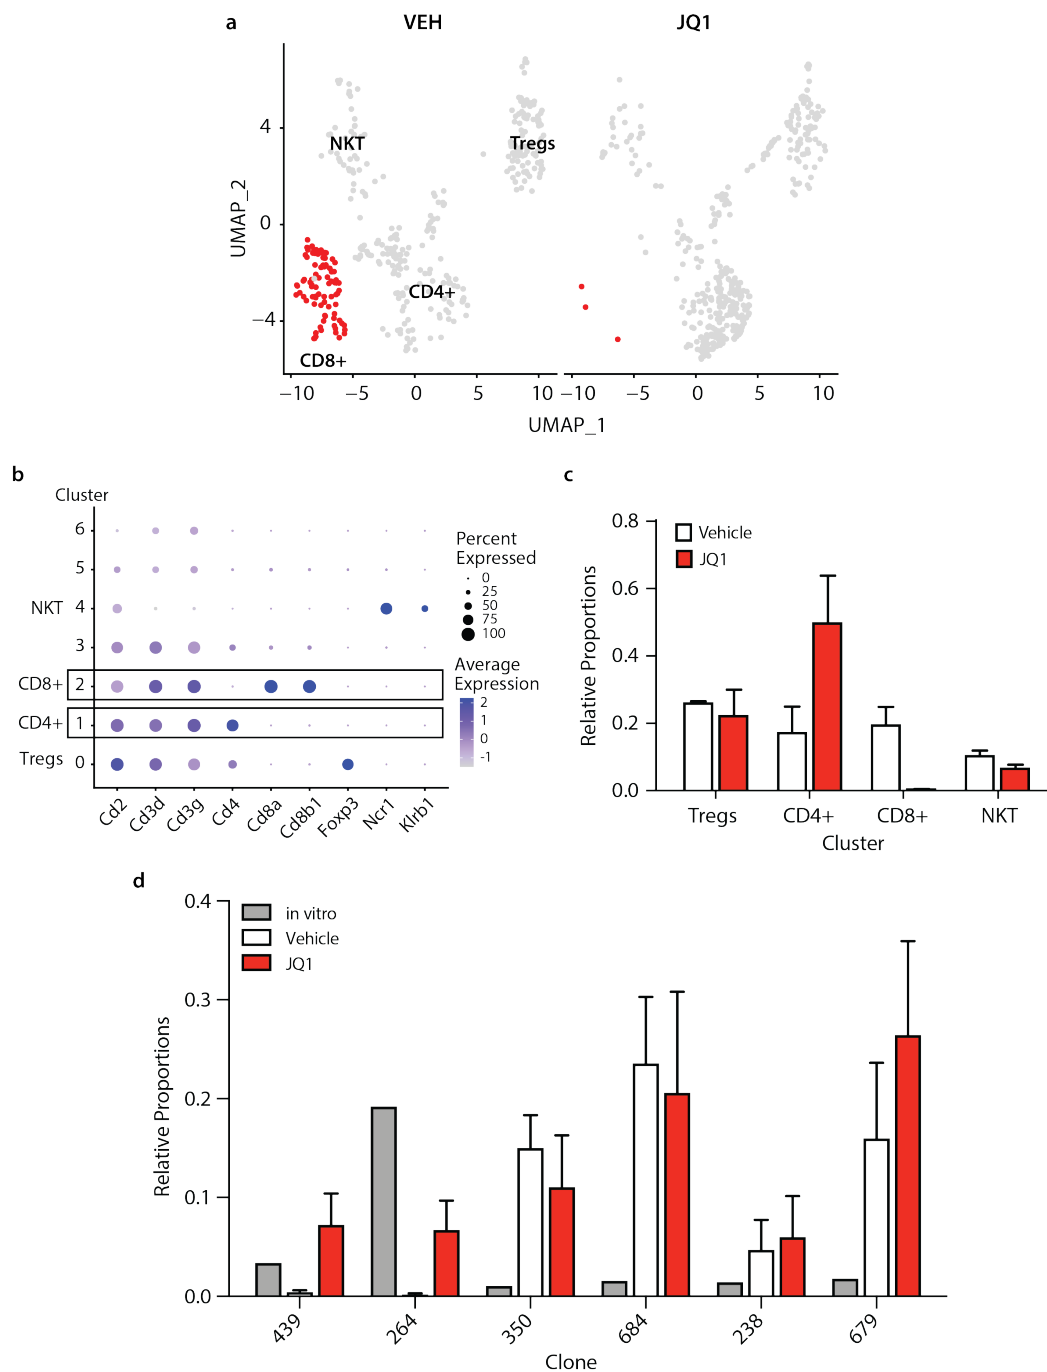 a
VEH
JQ1
UMAP_2
4
0
−4
NKT
Tregs
CD4+
CD8+
−10
−5
0
5
10
−10
−5
0
5
10
UMAP_1
b
Cluster
6
5
NKT 4
3
CD8+ 2
CD4+ 1
Tregs 0
Cd2
Cd3d
Cd3g
Cd4
Cd8a
Cd8b1
Foxp3
Ncr1
Klrb1
Percent
Expressed
0
25
50
75
100
Average
Expression
2
1
0
-1
c
Relative Proportions
0.8
0.6
0.4
0.2
0.0
Vehicle
JQ1
Tregs
CD4+
CD8+
NKT
Cluster
d
Relative Proportions
0.4
0.3
0.2
0.1
0.0
in vitro
Vehicle
JQ1
439
264
350
684
238
679
Clone